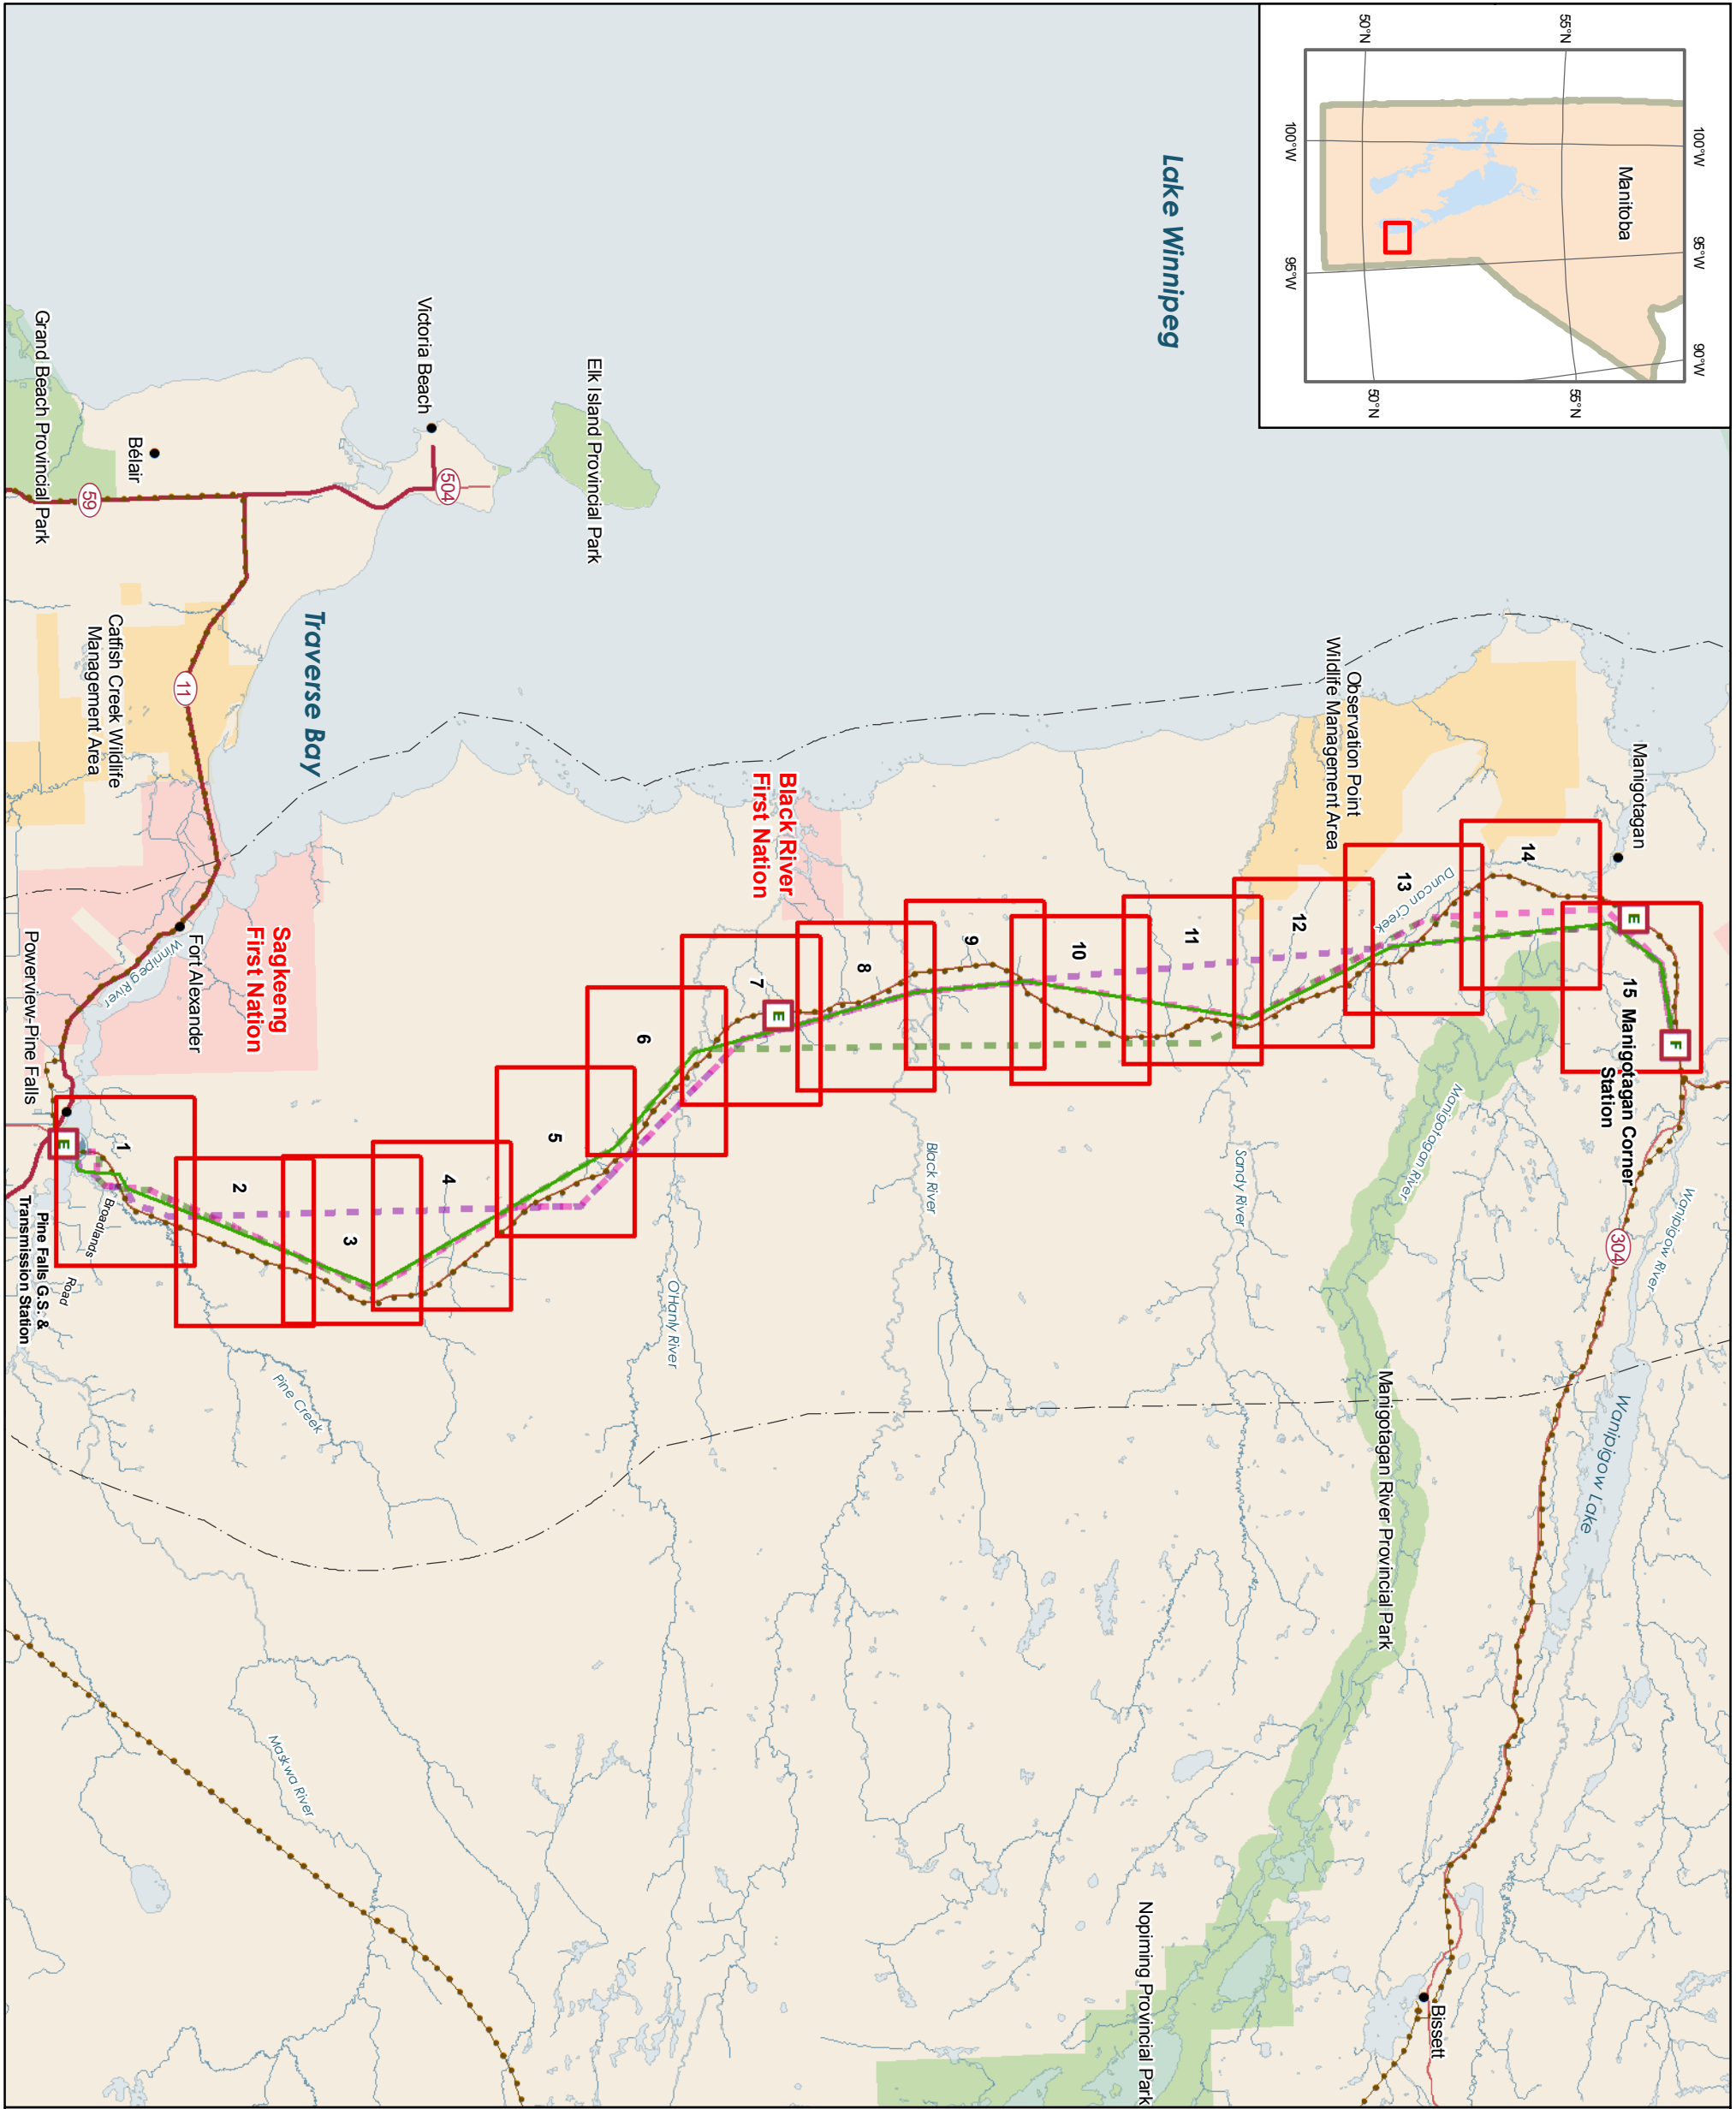 Manitoba
100°W
95°W
90°W
55°N
55°N
50°N
50°N
100°W
95°W
Lake Winnipeg
Traverse Bay
Elk Island Provincial Park
Victoria Beach
504
Grand Beach Provincial Park
Bélair
59
11
Catfish Creek Wildlife
Management Area
Sagkeeng
First Nation
Fort Alexander
Winnipeg River
Powerview-Pine Falls
E
Pine Falls G.S. &
Transmission Station
Broadlands
Road
1
2
3
4
5
6
7
E
8
9
10
11
12
13
14
15
Black River
First Nation
Observation Point
Wildlife Management Area
Duncan Creek
Manigotagan
E
F
Manigotagan Corner
Station
304
Wanipigow River
Wanipigow Lake
Manigotagan River
Manigotagan River Provincial Park
Sandy River
Black River
O'Hanly River
Pine Creek
Maskwa River
Nopiming Provincial Park
Bissett